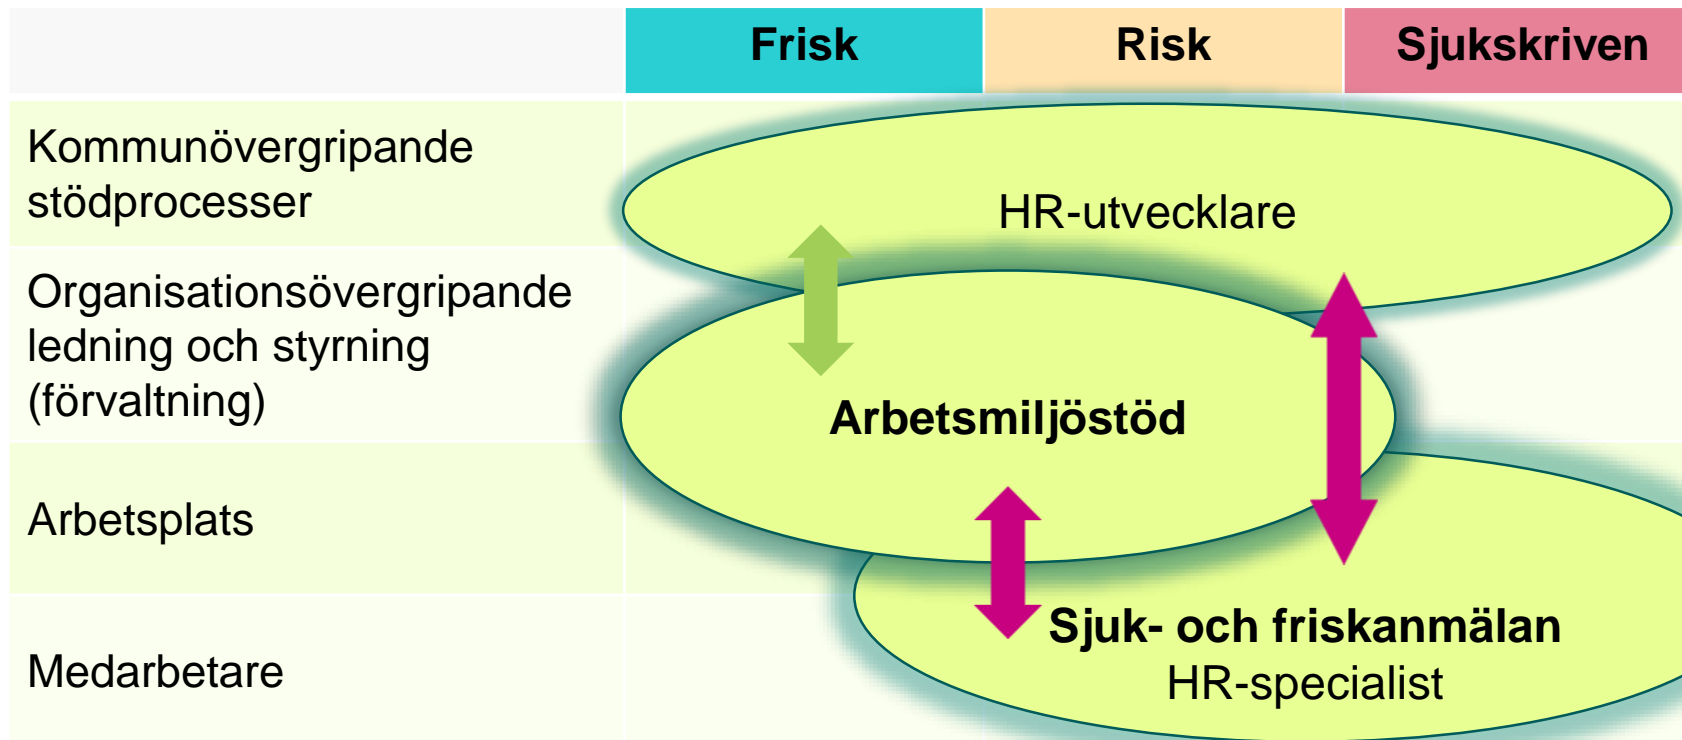 Frisk
Risk
Sjukskriven
Kommunövergripande
stödprocesser
HR-utvecklare
Organisationsövergripande
ledning och styrning
(förvaltning)
Arbetsmiljöstöd
Arbetsplats
Sjuk- och friskanmälan
HR-specialist
Medarbetare